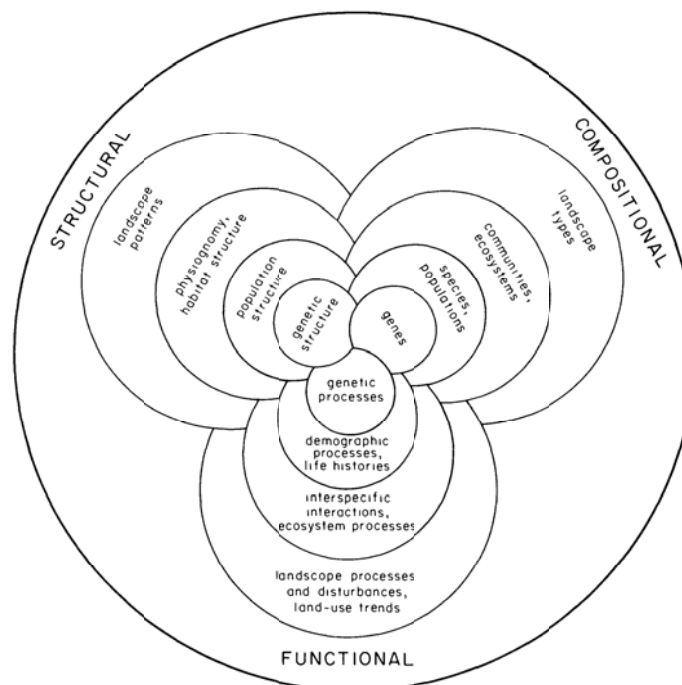 STRUCTURAL
COMPOSITIONAL
landscape
patterns
physiognomy,
habitat structure
population
structure
genetic
structure
landscape
types
communities,
ecosystems
species,
populations
genes
genetic
processes
demographic
processes,
life histories
interspecific
interactions,
ecosystem processes
landscape processes
and disturbances,
land-use trends
FUNCTIONAL